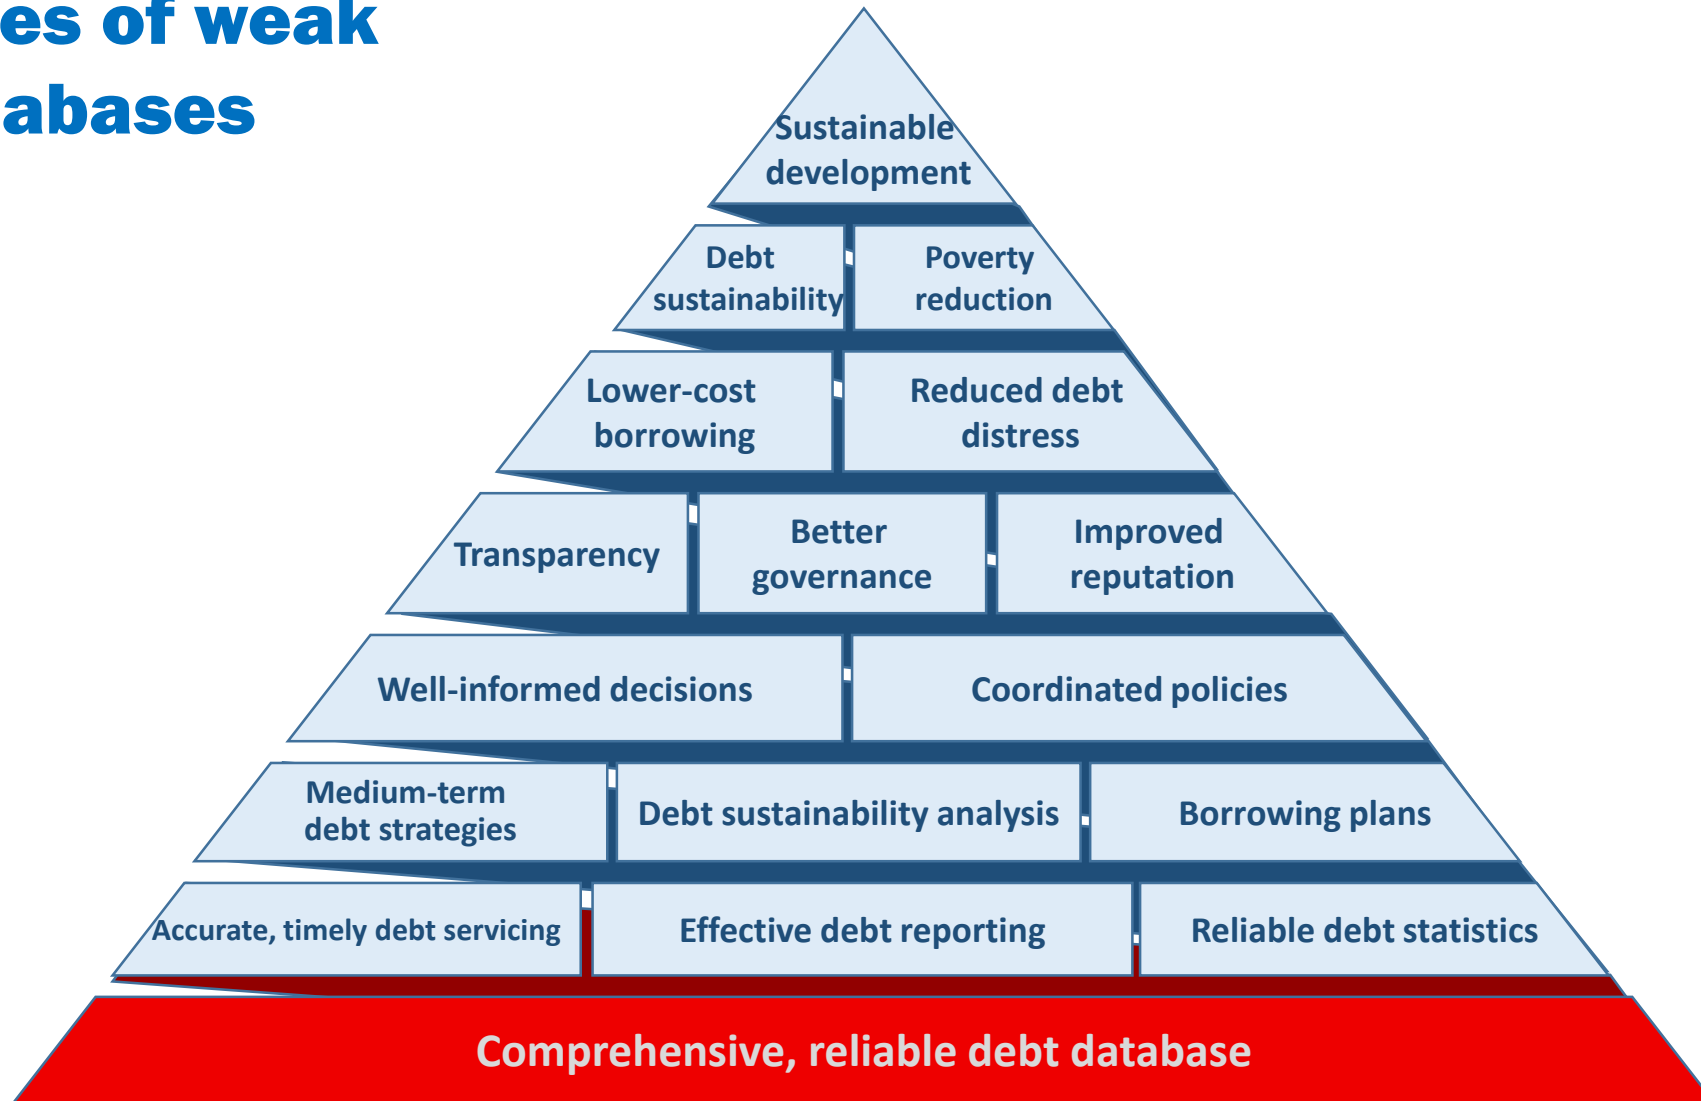 es of weak
abases
Sustainable
development
Debt
sustainability
Poverty
reduction
Lower-cost
borrowing
Reduced debt
distress
Transparency
Better
governance
Improved
reputation
Well-informed decisions
Coordinated policies
Medium-term
debt strategies
Debt sustainability analysis
Borrowing plans
Accurate, timely debt servicing
Effective debt reporting
Reliable debt statistics
Comprehensive, reliable debt database